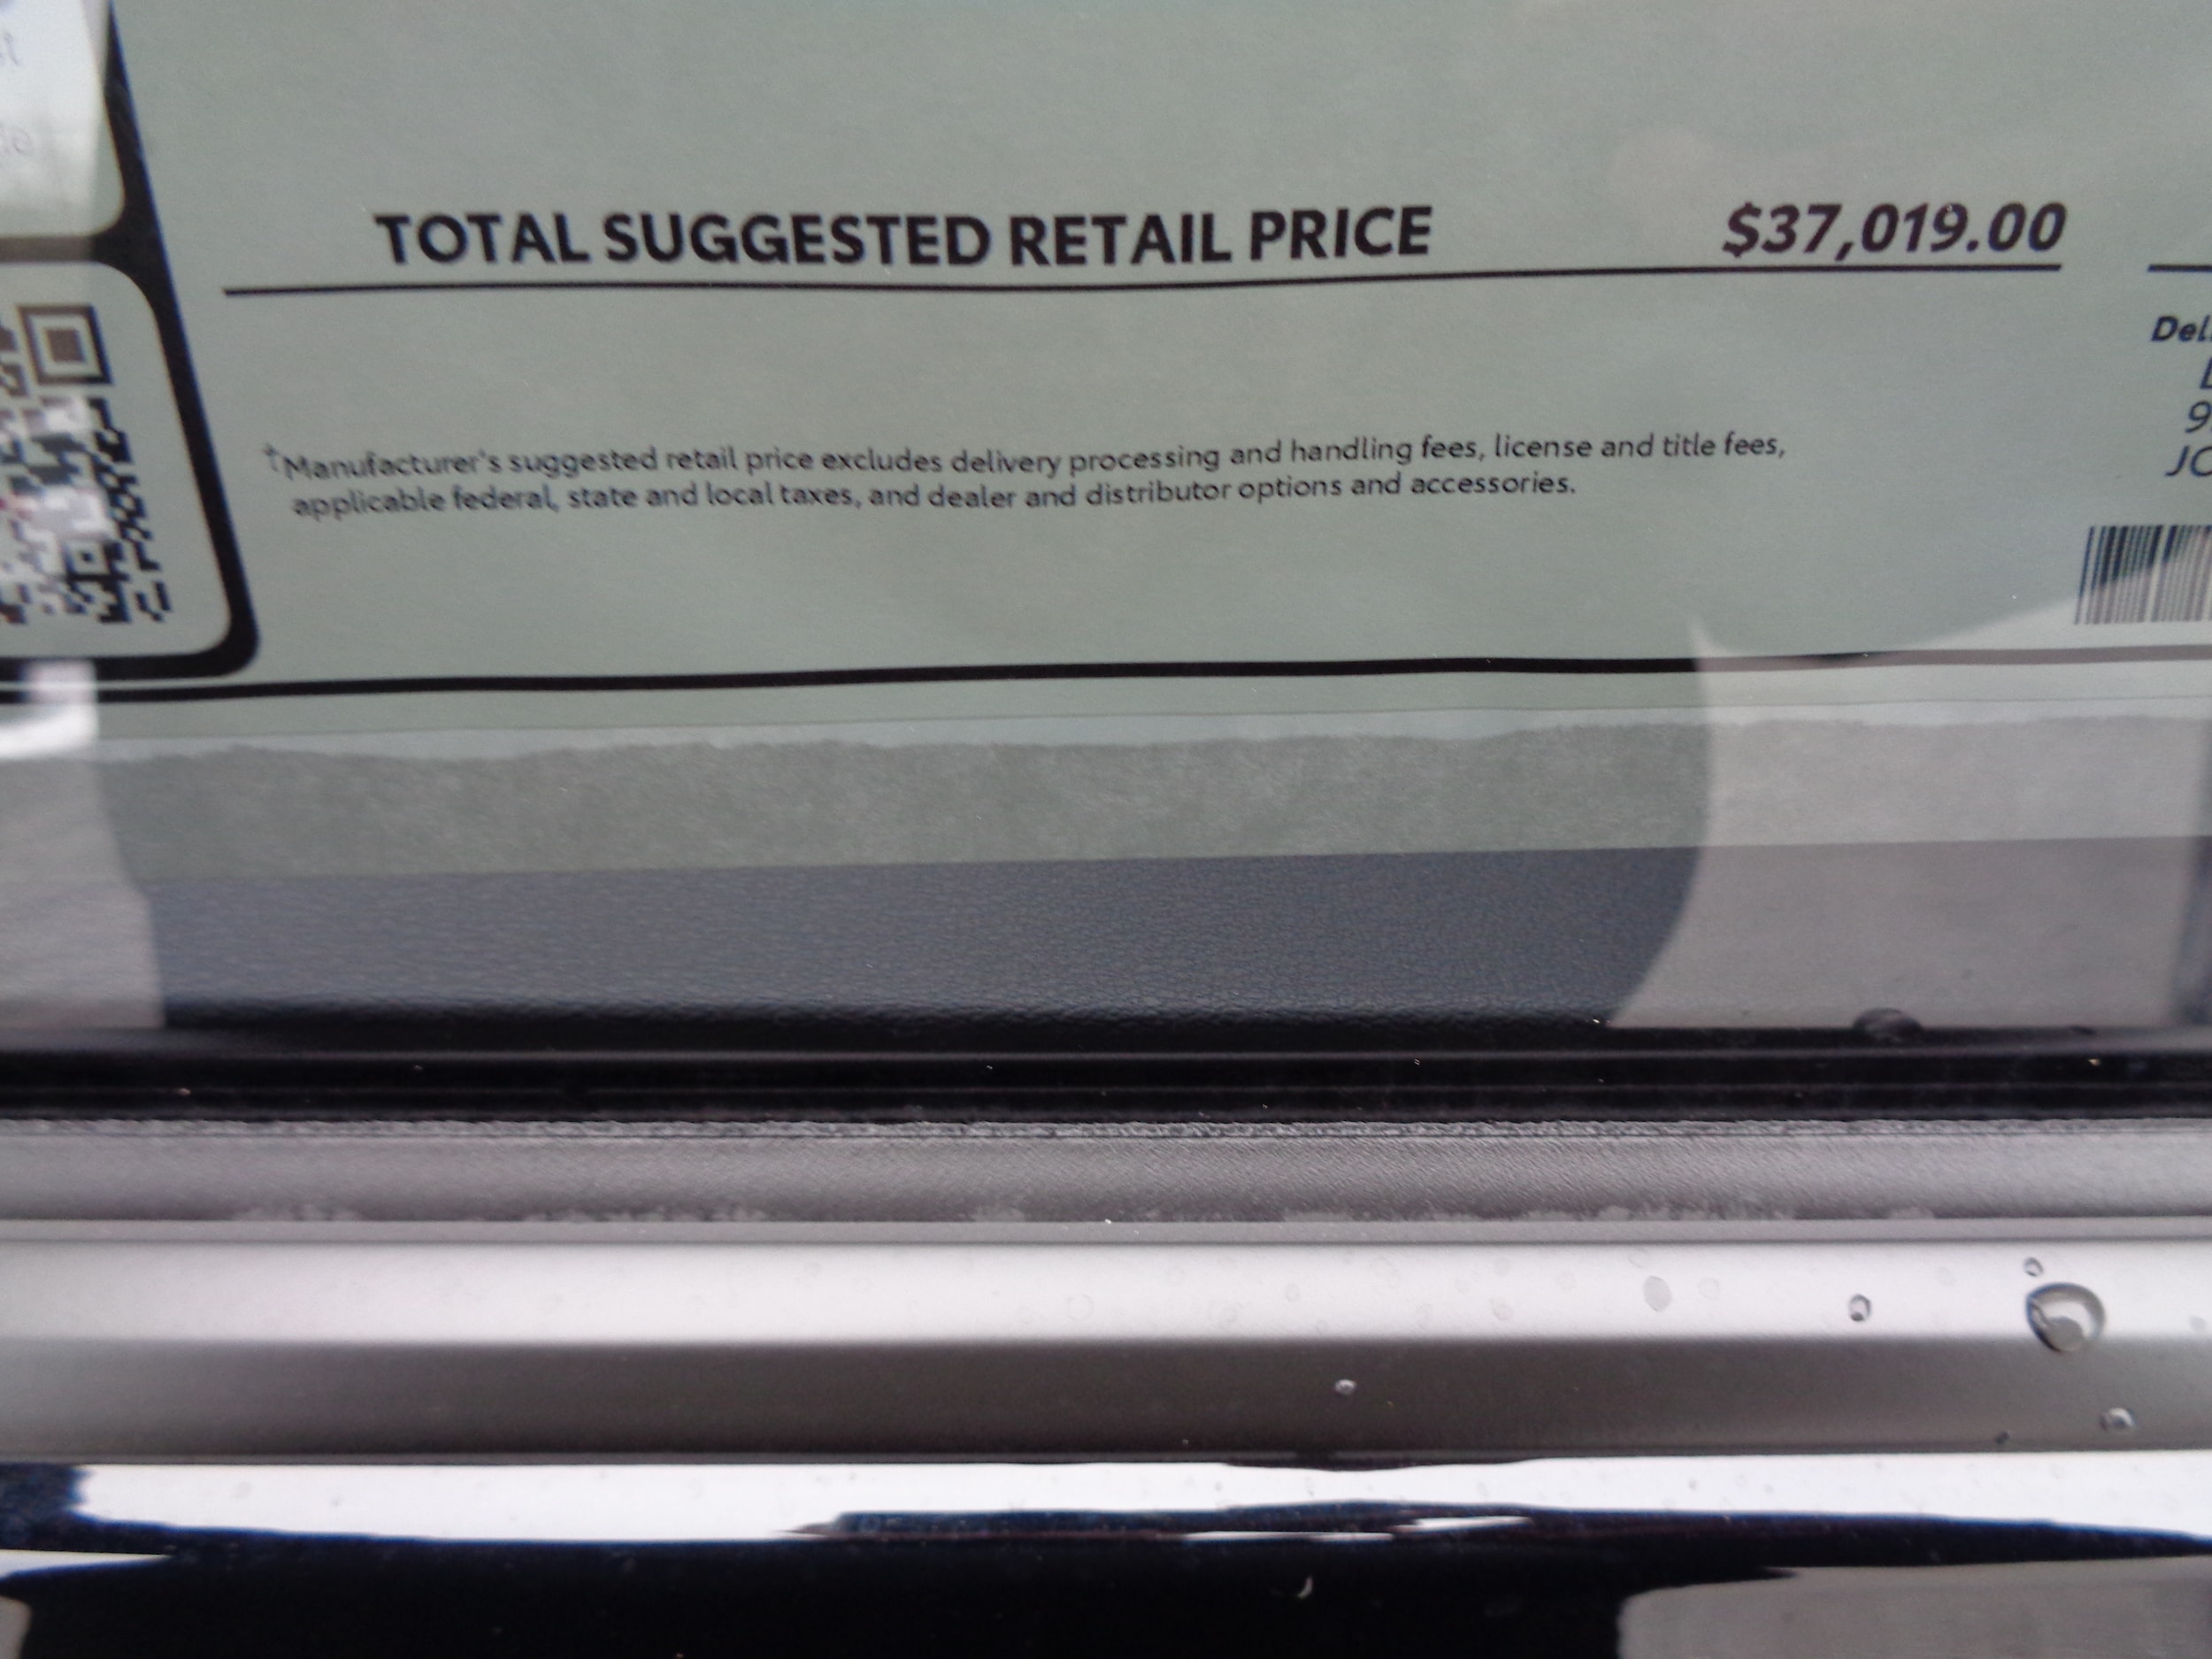 TOTAL SUGGESTED RETAIL PRICE $37,019.00
†Manufacturer's suggested retail price excludes delivery processing and handling fees, license and title fees,
applicable federal, state and local taxes, and dealer and distributor options and accessories.